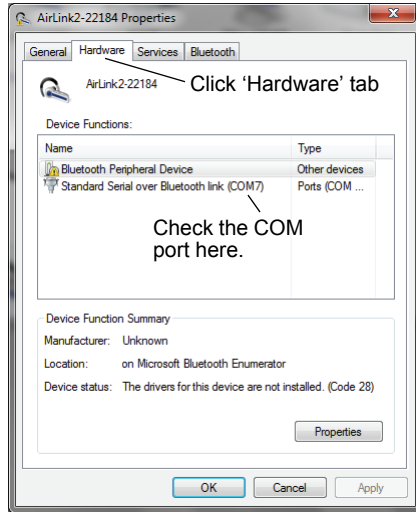 AirLink2-22184 Properties
General Hardware Services Bluetooth
AirLink2-22184
Click ‘Hardware’ tab
Device Functions:
Name Type
Bluetooth Peripheral Device Other devices
Standard Serial over Bluetooth link (COM7) Ports (COM ...
Check the COM
port here.
Device Function Summary
Manufacturer: Unknown
Location: on Microsoft Bluetooth Enumerator
Device status: The drivers for this device are not installed. (Code 28)
Properties
OK Cancel Apply